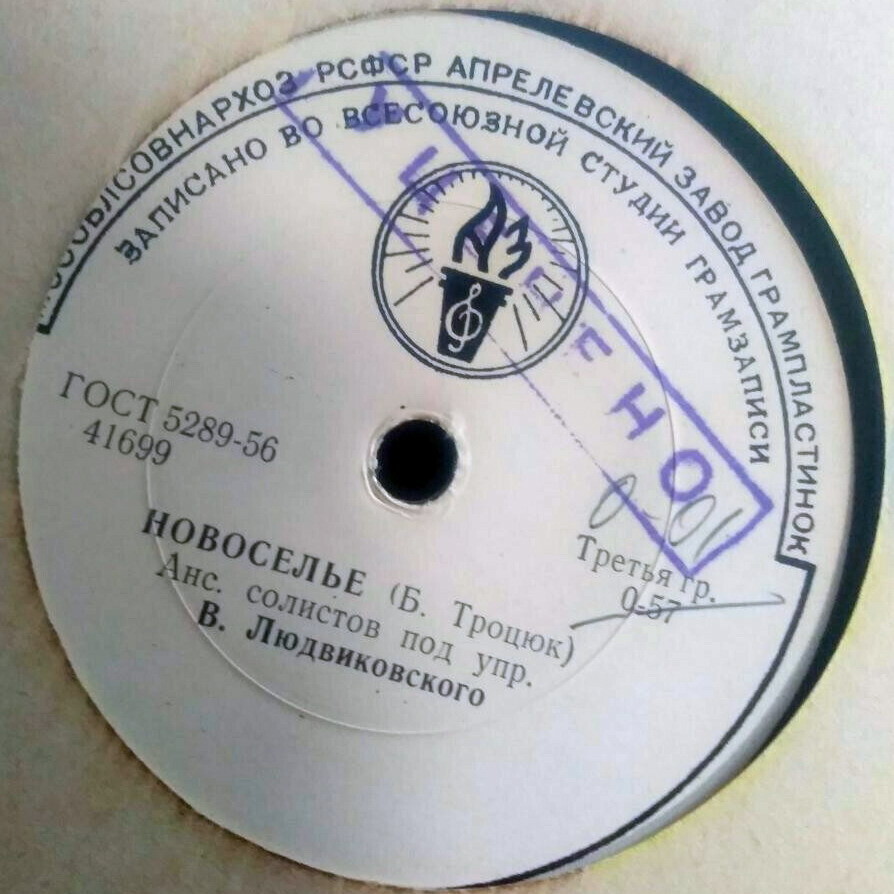 МОСОБЛСОВНАРХОЗ РСФСР АПРЕЛЕВСКИЙ ЗАВОД ГРАМПЛАСТИНОК
ЗАПИСАНО ВО ВСЕСОЮЗНОЙ СТУДИИ ГРАМЗАПИСИ
УЦЕНЕНО
ГОСТ 5289-56
41699
0-01
Третья гр.
0-57
НОВОСЕЛЬЕ (Б. Троцюк)
Анс. солистов под упр.
В. Людвиковского